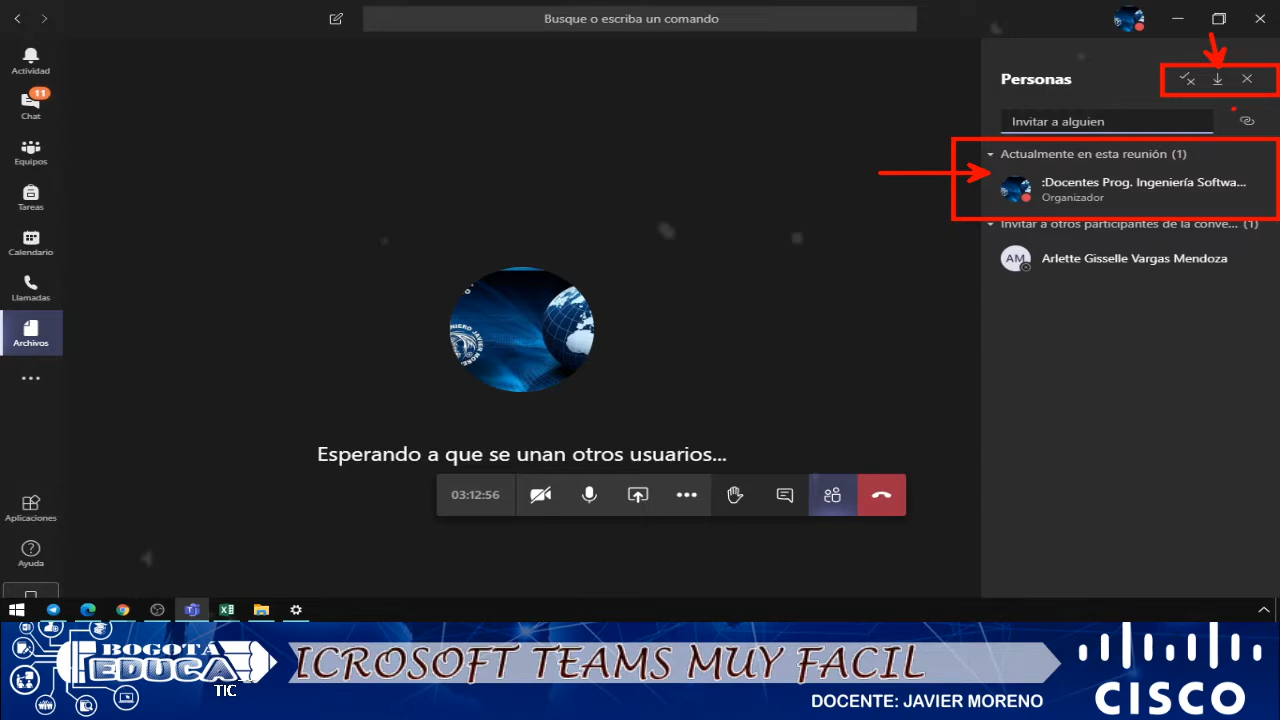 Busque o escriba un comando
Actividad
11
Chat
Equipos
Tareas
Calendario
Llamadas
Archivos
Aplicaciones
Ayuda
Personas
Invitar a alguien
Actualmente en esta reunión (1)
:Docentes Prog. Ingeniería Softwa...
Organizador
Invitar a otros participantes de la conve... (1)
AM
Arlette Gisselle Vargas Mendoza
Esperando a que se unan otros usuarios...
03:12:56
BOGOTA
EDUCA
TIC
ICROSOFT TEAMS MUY FACIL
DOCENTE: JAVIER MORENO
CISCO